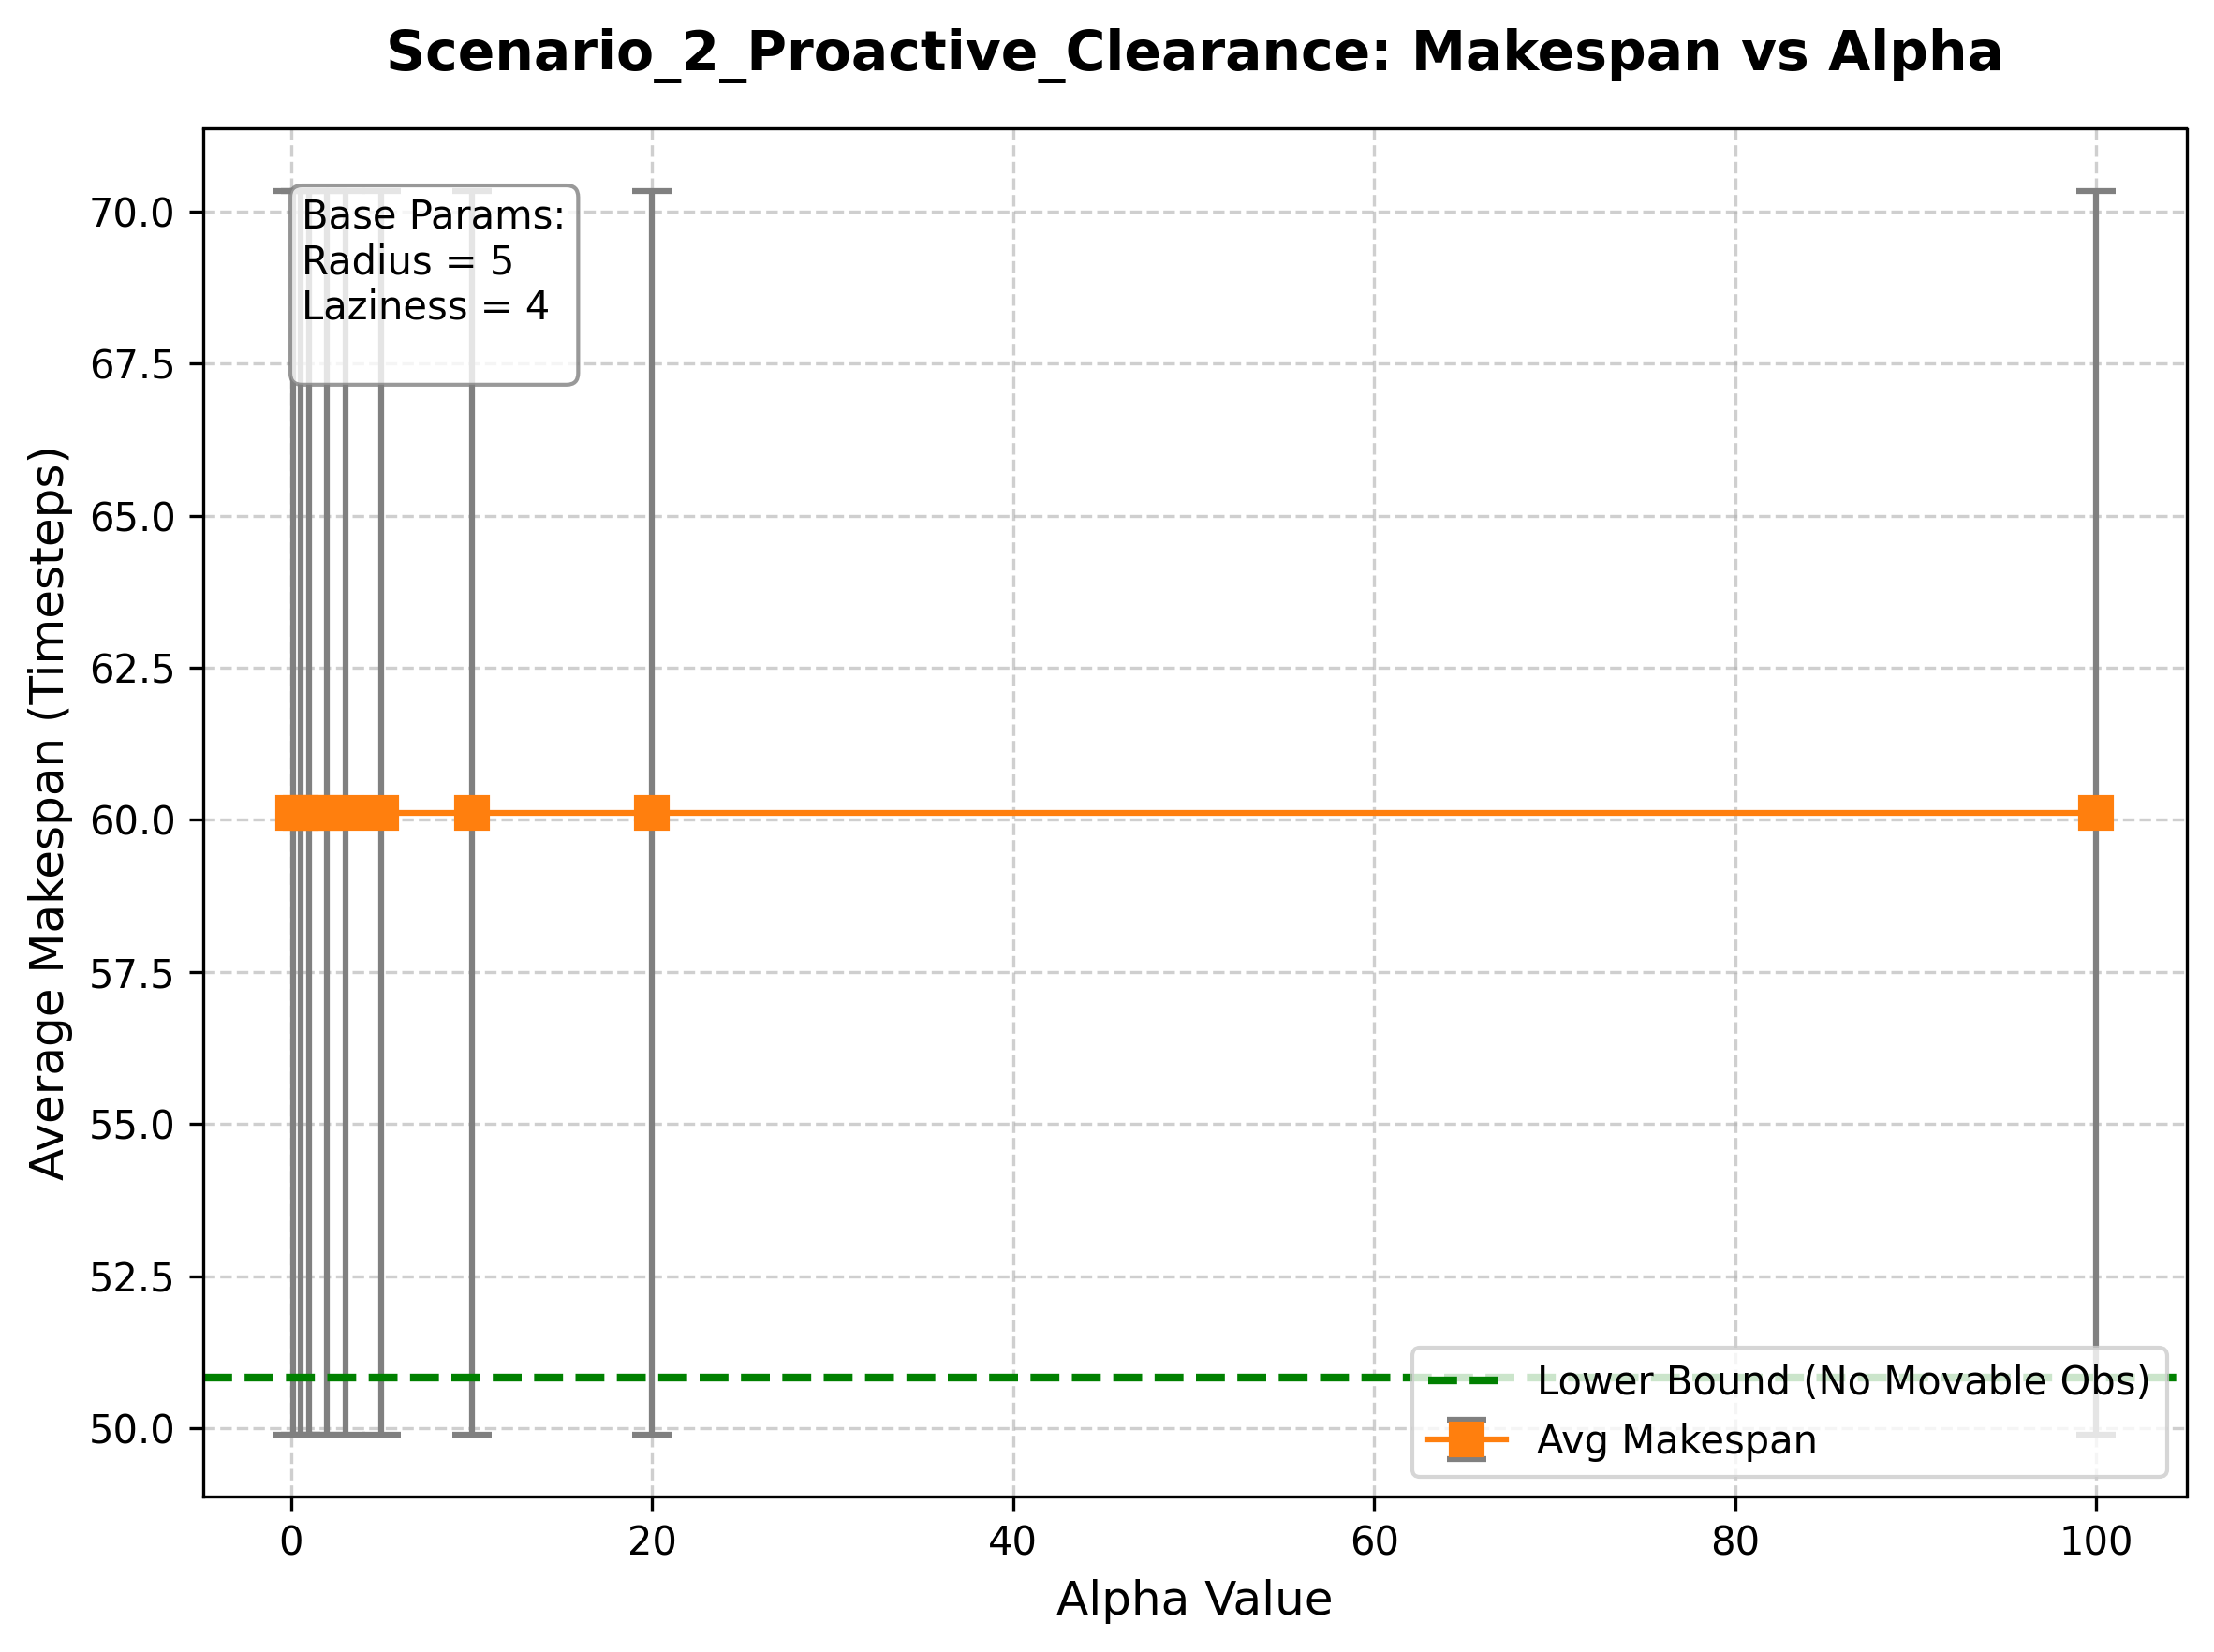 Scenario_2_Proactive_Clearance: Makespan vs Alpha
Average Makespan (Timesteps)
70.0
67.5
65.0
62.5
60.0
57.5
55.0
52.5
50.0
Base Params:
Radius = 5
Laziness = 4
Lower Bound (No Movable Obs)
Avg Makespan
0
20
40
60
80
100
Alpha Value